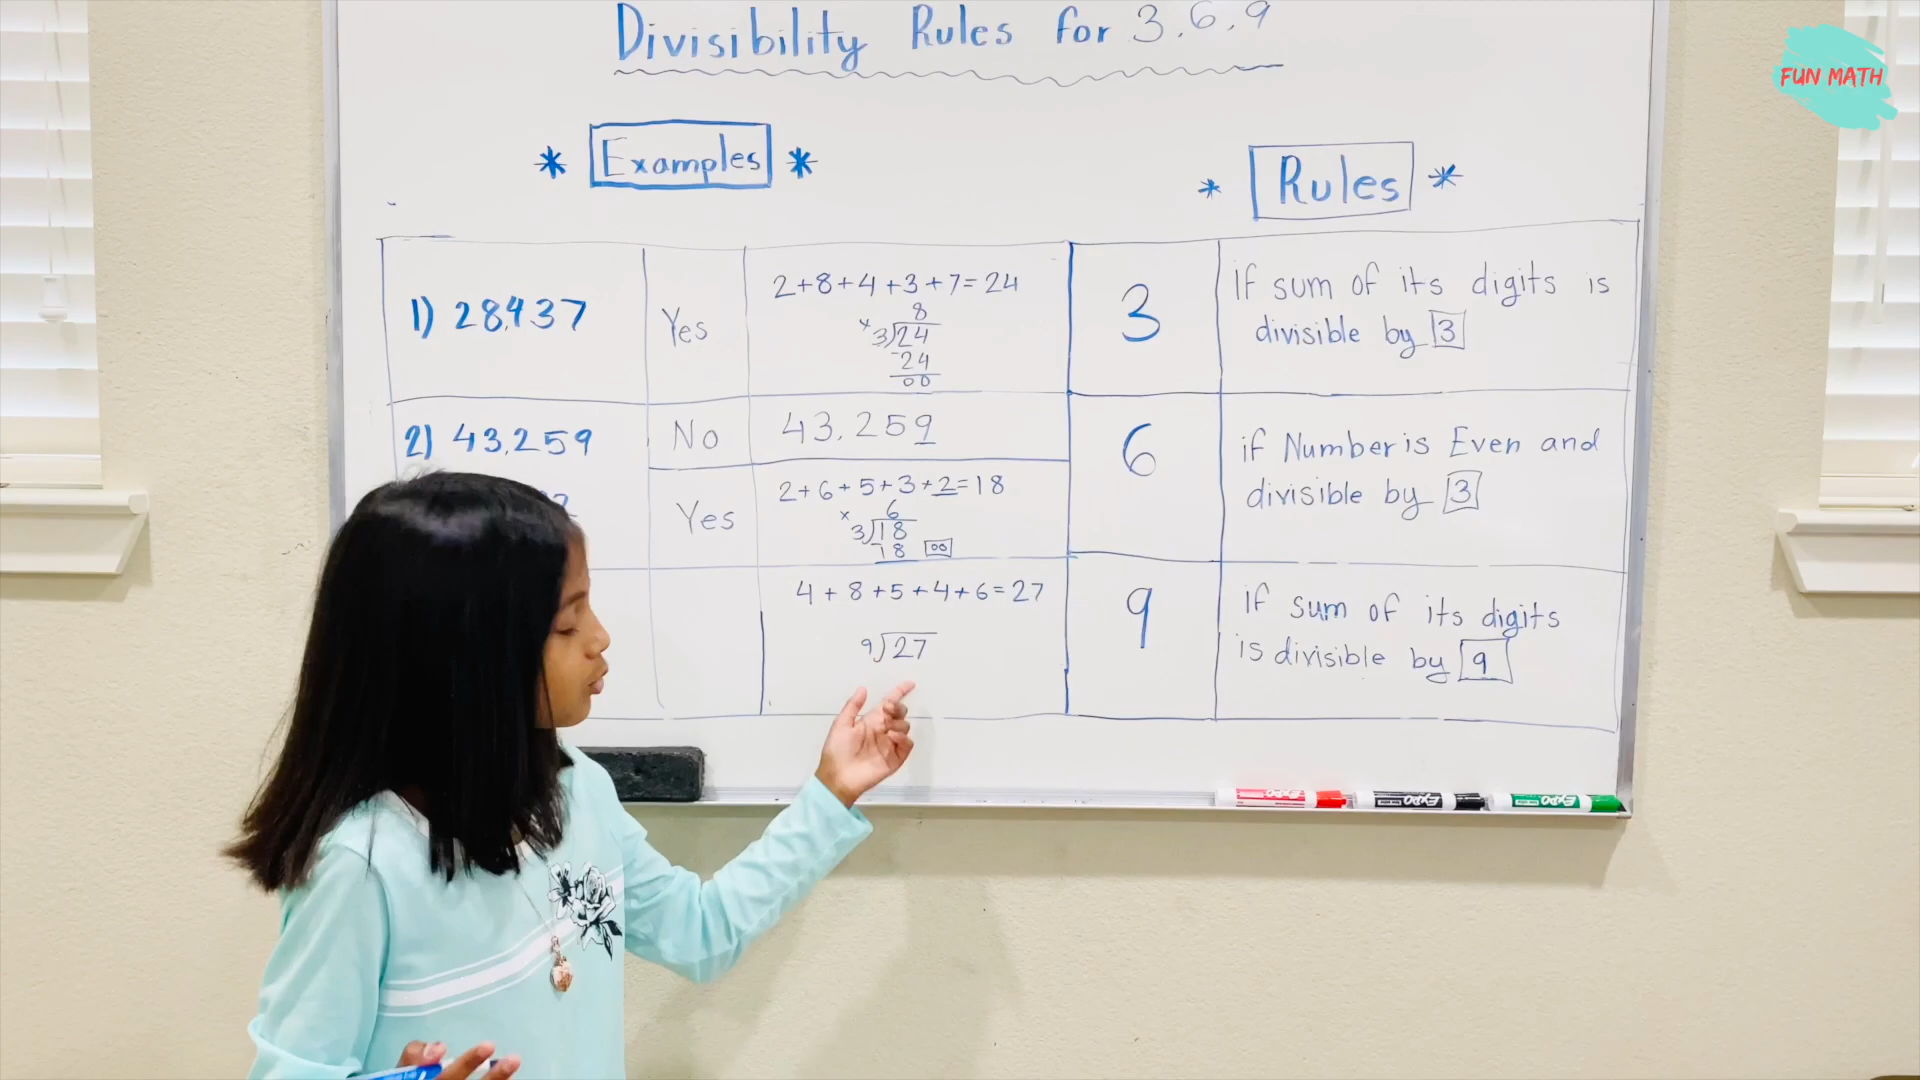 Divisibility Rules for 3.6.9
FUN MATH
* Examples *
* Rules *
1) 28,437
Yes
2+8+4+3+7=24
8
× 3)24
-24
00
3
If sum of its digits is
divisible by 3
2) 43,259
No
43,259
2
Yes
2+6+5+3+2=18
× 6
3)18
-18 00
6
if Number is Even and
divisible by 3
4+8+5+4+6=27
9)27
9
If sum of its digits
is divisible by 9
EXPO
EXPO
EXPO